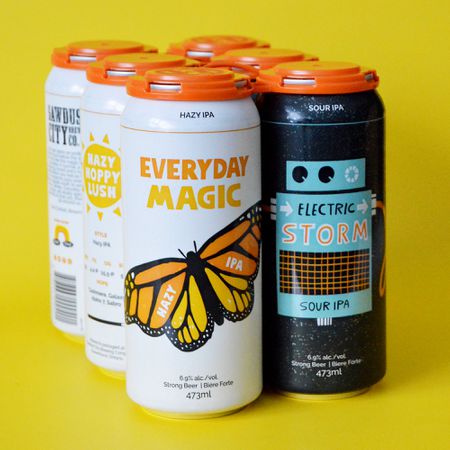 SAWDUST
CITY BREW
CO.
HAZY
HOPPY
LUSH
STYLE
Hazy IPA
HOPS
HAZY IPA
EVERYDAY
MAGIC
HAZY
IPA
6.9% alc./vol.
Strong Beer | Bière Forte
473ml
SOUR IPA
ELECTRIC
STORM
SOUR IPA
6.9% alc./vol.
Strong Beer | Bière Forte
473ml